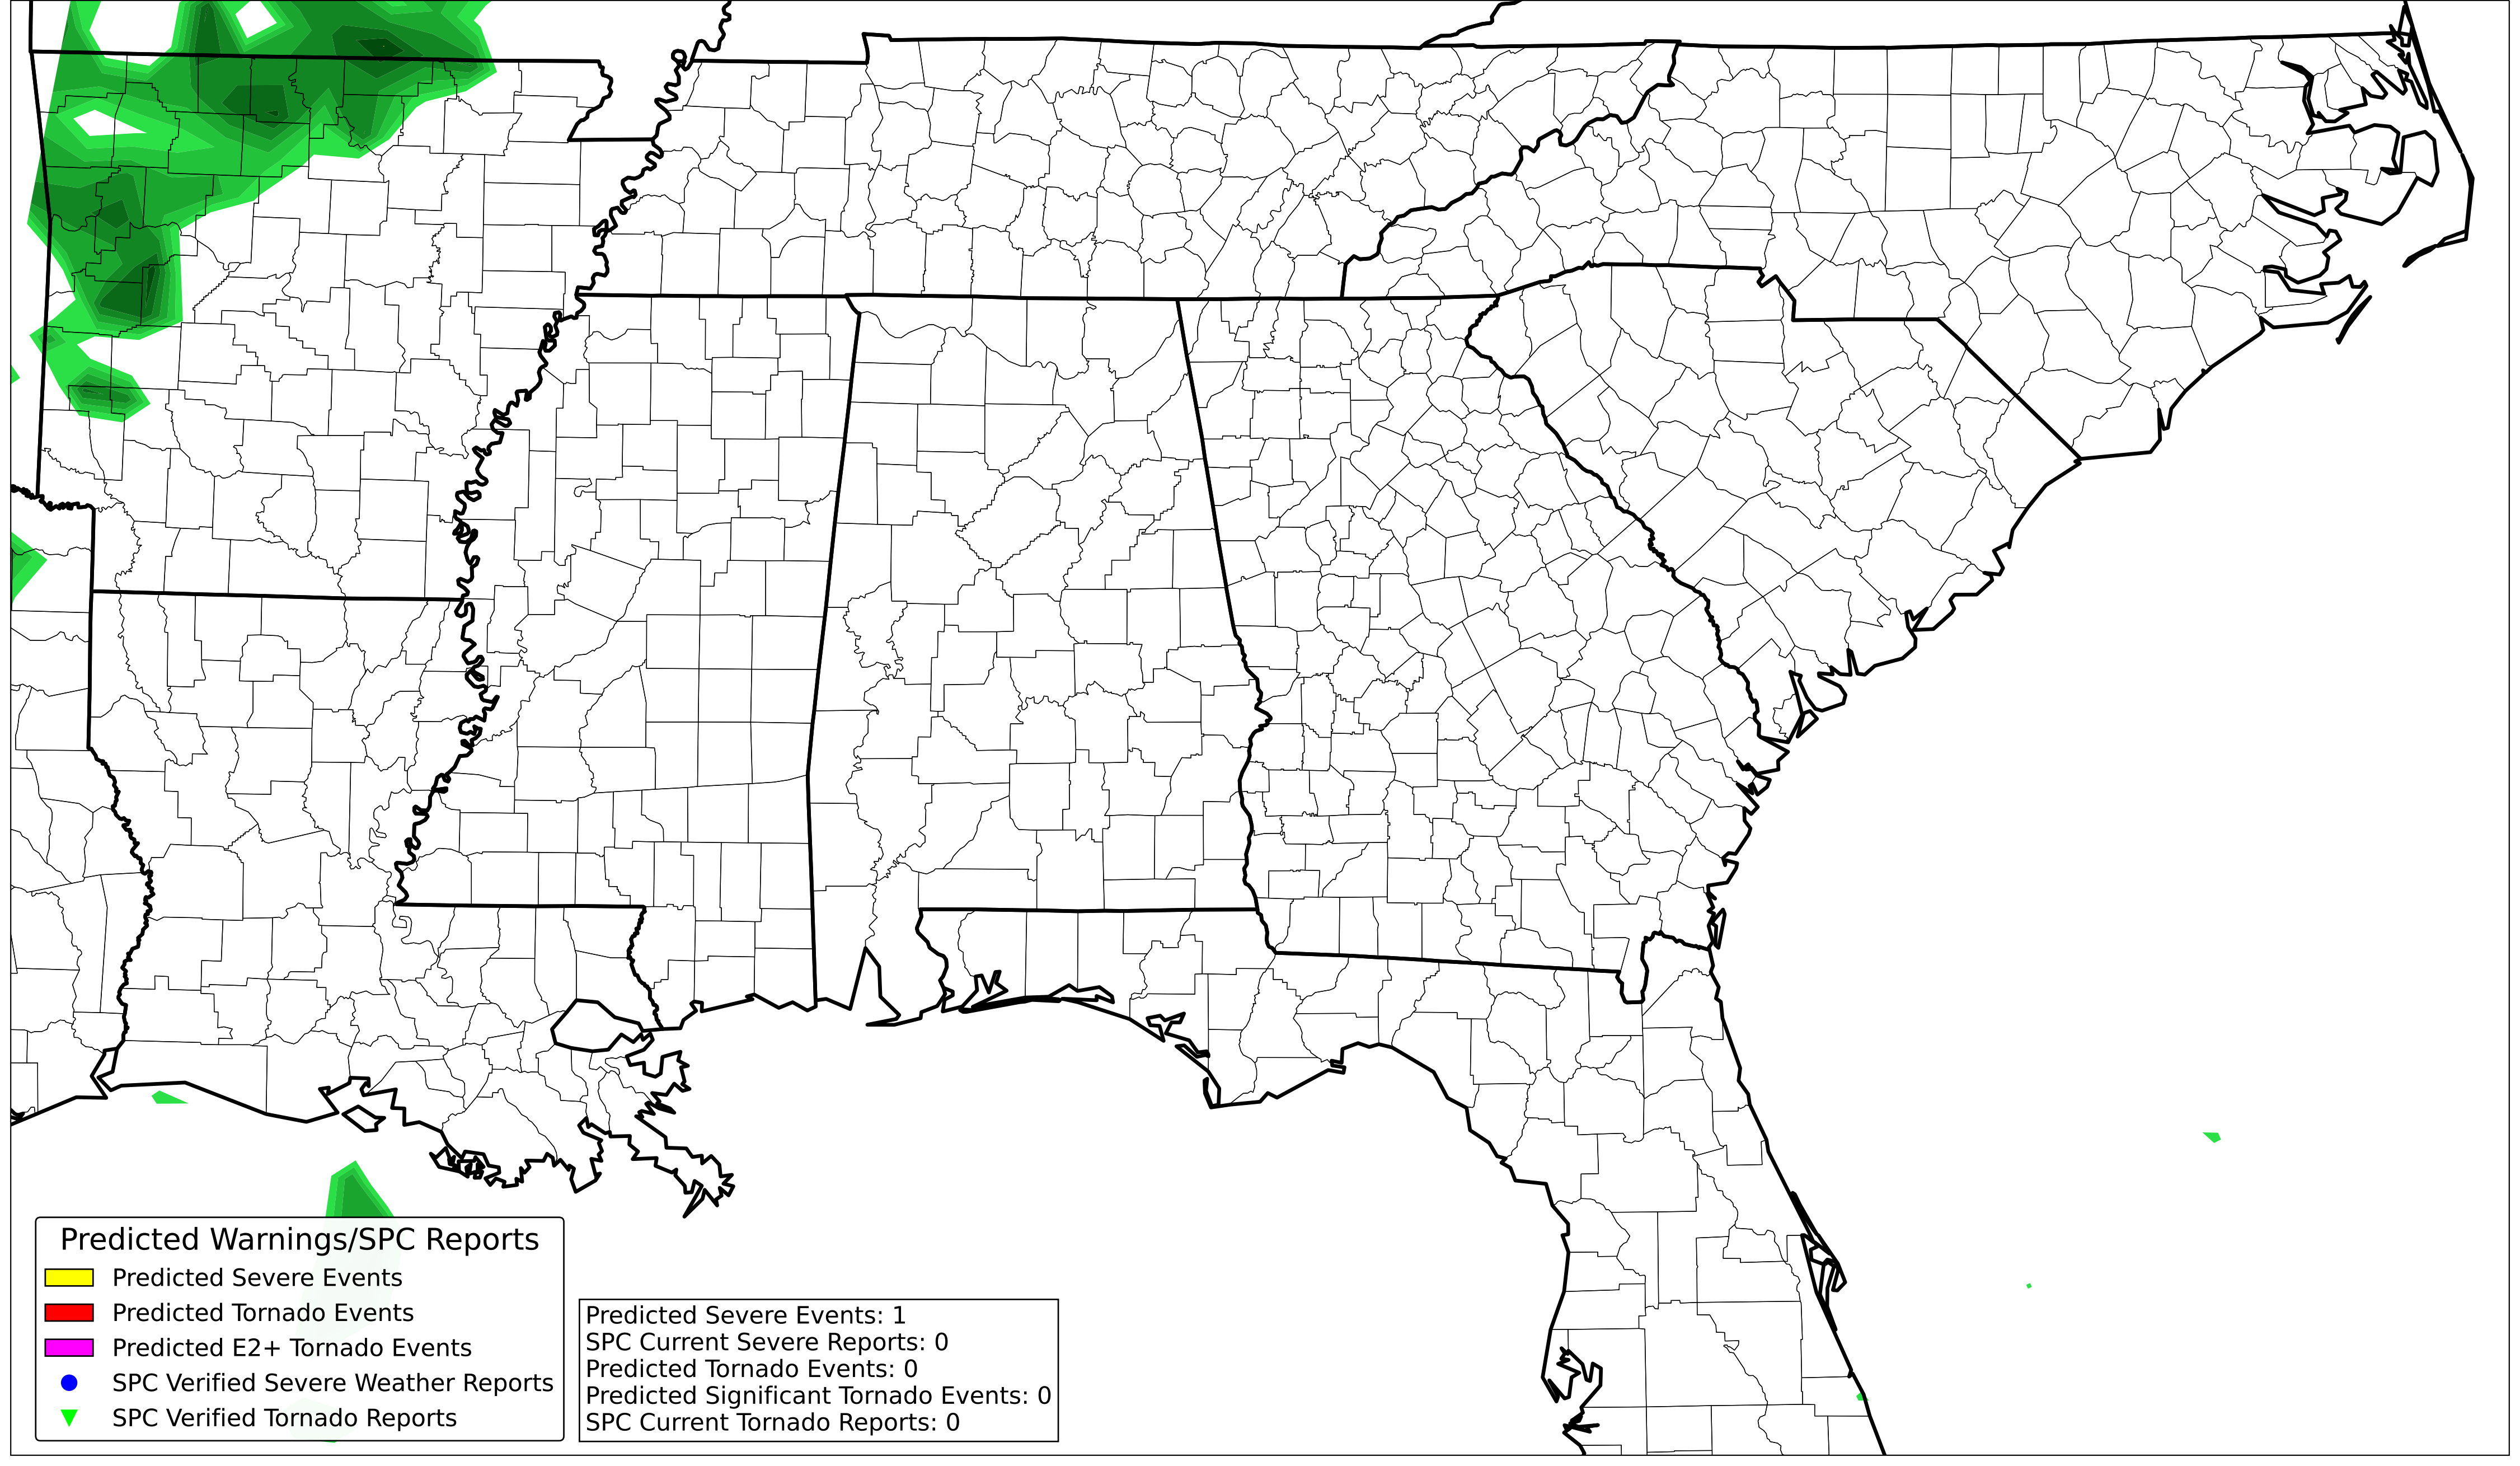 Predicted Warnings/SPC Reports
Predicted Severe Events
Predicted Tornado Events
Predicted E2+ Tornado Events
SPC Verified Severe Weather Reports
SPC Verified Tornado Reports
Predicted Severe Events: 1
SPC Current Severe Reports: 0
Predicted Tornado Events: 0
Predicted Significant Tornado Events: 0
SPC Current Tornado Reports: 0